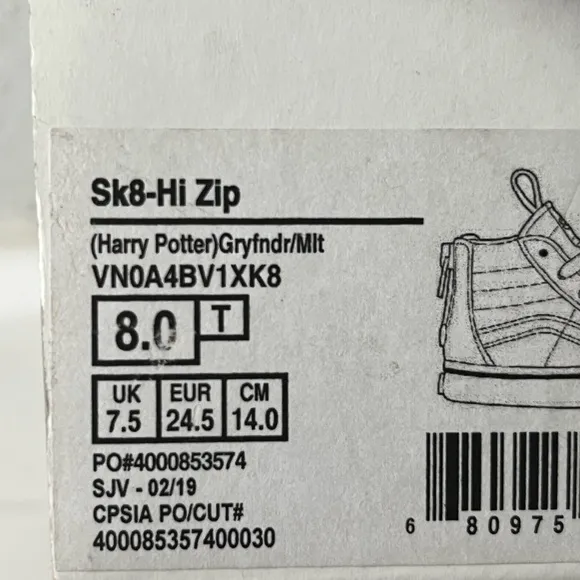 Sk8-Hi Zip
(Harry Potter)Gryfndr/Mlt
VN0A4BV1XK8
8.0 T
UK EUR CM
7.5 24.5 14.0
PO#4000853574
SJV - 02/19
CPSIA PO/CUT#
400085357400030
6 80975